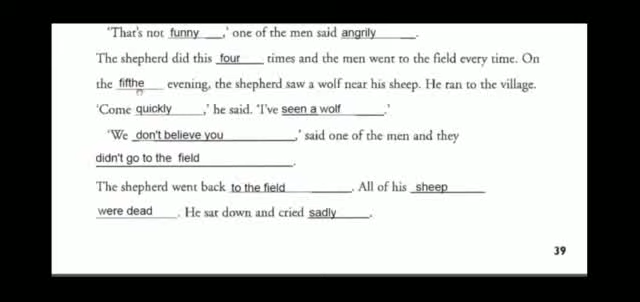 'That's not funny ,' one of the men said angrily .
The shepherd did this four times and the men went to the field every time. On
the fifthe evening, the shepherd saw a wolf near his sheep. He ran to the village.
'Come quickly ,' he said. 'I've seen a wolf .'
'We don't believe you ,' said one of the men and they
didn't go to the field .
The shepherd went back to the field . All of his sheep
were dead . He sat down and cried sadly .
39